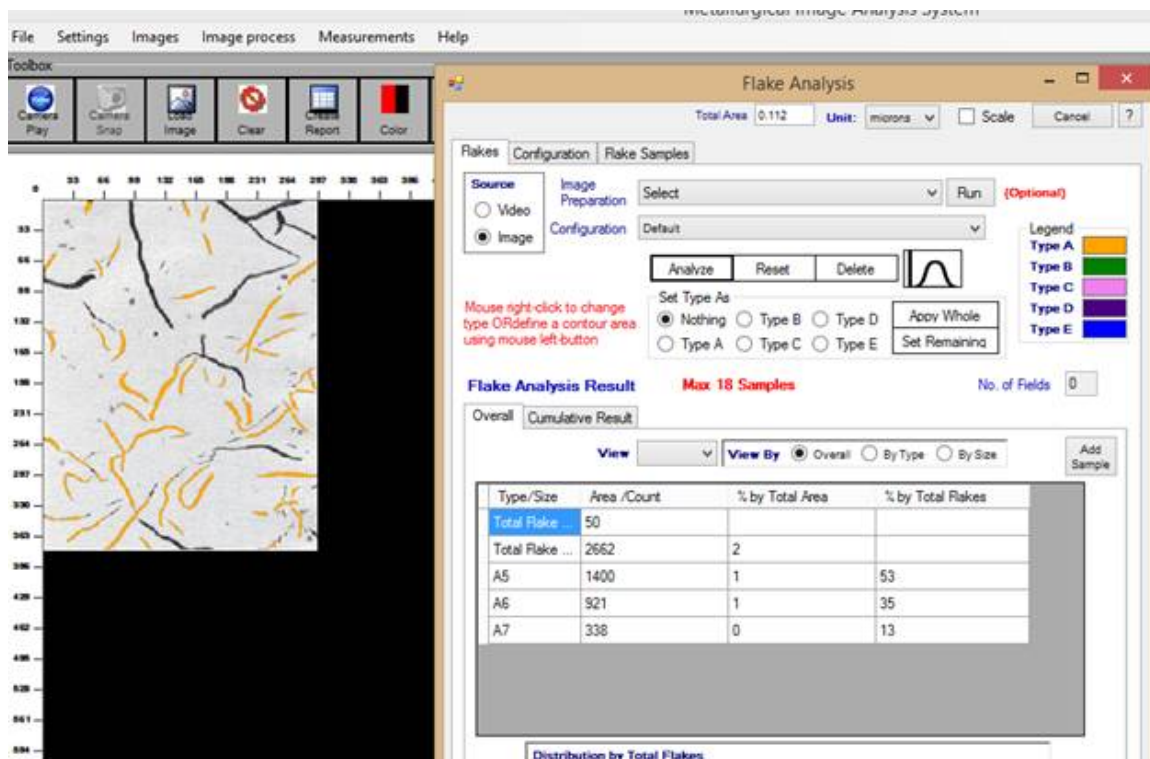 Metallurgical Image Analysis System
File Settings Images Image process Measurements Help
Toolbox
Camera Play
Camera Snap
Load Image
Clear
Create Report
Color
Flake Analysis
Total Area 0.112 Unit: microns Scale Cancel ?
Flakes Configuration Flake Samples
Source
Video
Image
Image Preparation Select Run (Optional)
Configuration Default
Legend
Type A
Type B
Type C
Type D
Type E
Analyze Reset Delete
Mouse right-click to change
type ORdefine a contour area
using mouse left-button
Set Type As
Nothing Type B Type D
Type A Type C Type E
Appy Whole
Set Remaining
Flake Analysis Result Max 18 Samples No. of Fields 0
Overall Cumulative Result
View View By Overall By Type By Size
Add Sample
Type/Size Area /Count % by Total Area % by Total Flakes
Total Flake ... 50
Total Flake ... 2662 2
A5 1400 1 53
A6 921 1 35
A7 338 0 13
Distribution by Total Flakes
0 33 66 99 132 165 198 231 264 297 330 363 396
33
66
99
132
165
198
231
264
297
330
363
396
429
462
495
528
561
594